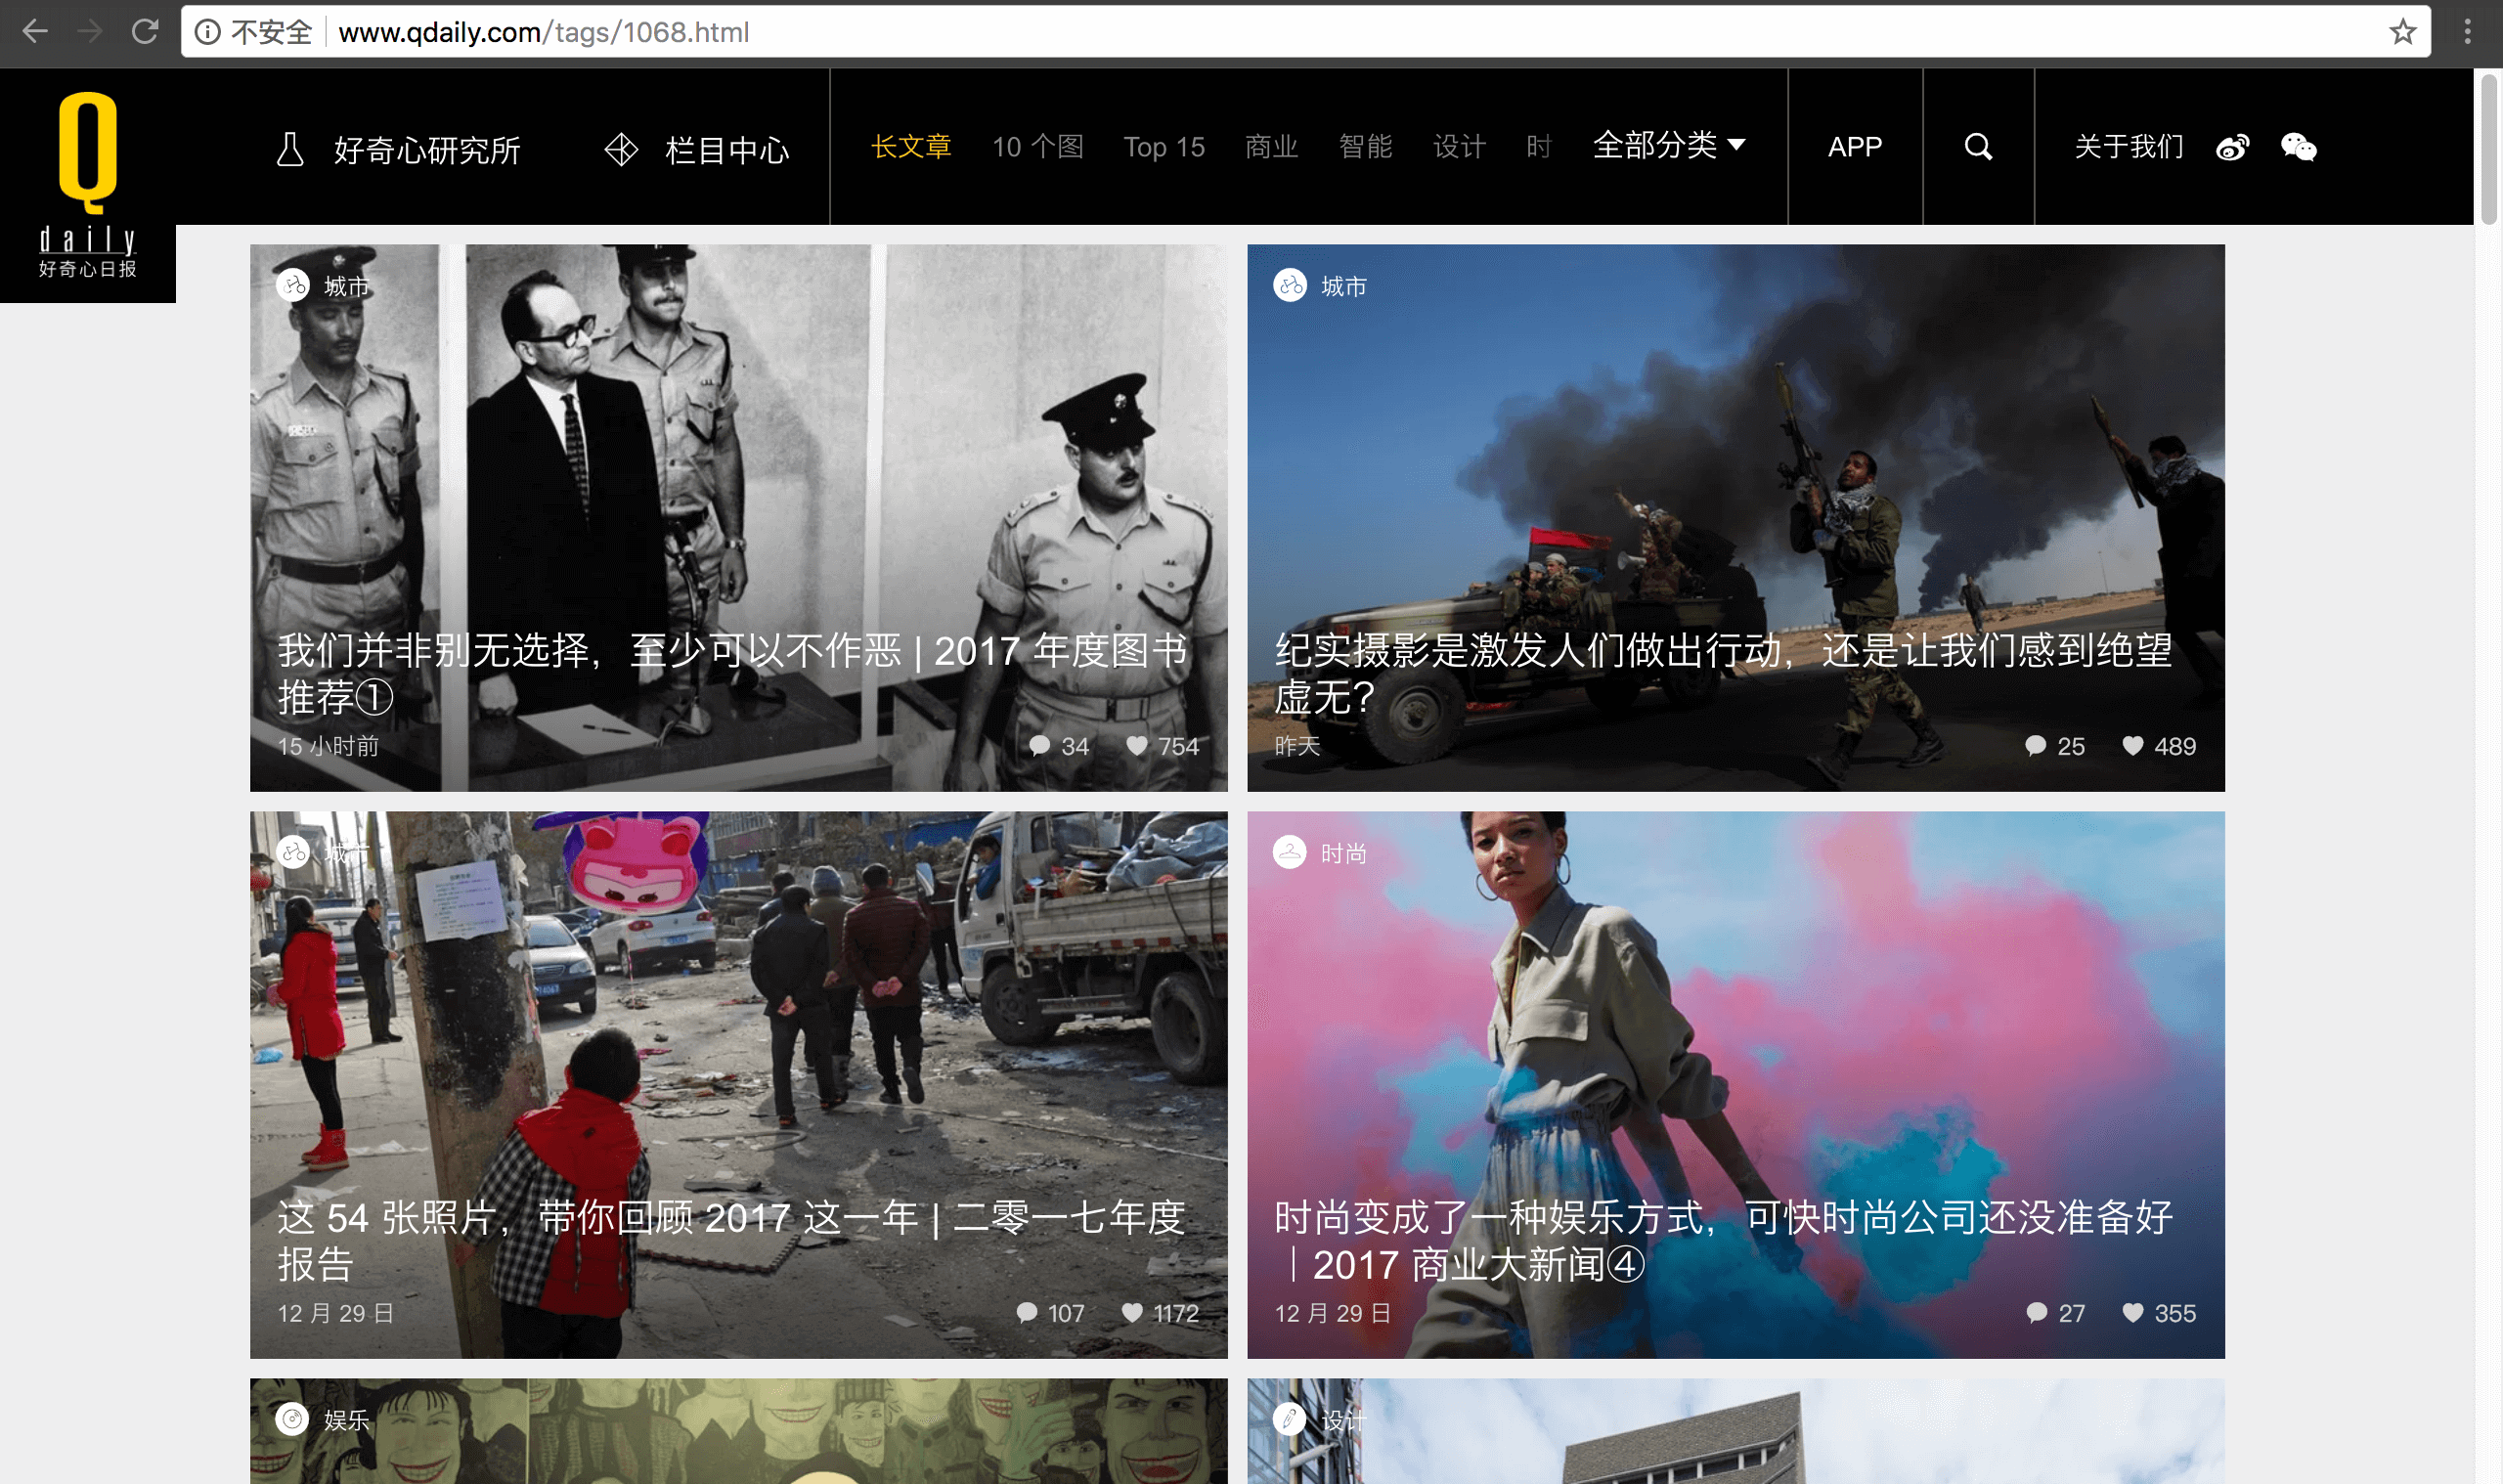 不安全 www.qdaily.com/tags/1068.html
Q
daily
好奇心日报
好奇心研究所 栏目中心 长文章 10 个图 Top 15 商业 智能 设计 时 全部分类 APP 关于我们
城市
我们并非别无选择，至少可以不作恶 | 2017 年度图书
推荐①
15 小时前 34 754
城市
纪实摄影是激发人们做出行动，还是让我们感到绝望
虚无？
昨天 25 489
城市
这 54 张照片，带你回顾 2017 这一年 | 二零一七年度
报告
12 月 29 日 107 1172
时尚
时尚变成了一种娱乐方式，可快时尚公司还没准备好
｜2017 商业大新闻④
12 月 29 日 27 355
娱乐
设计